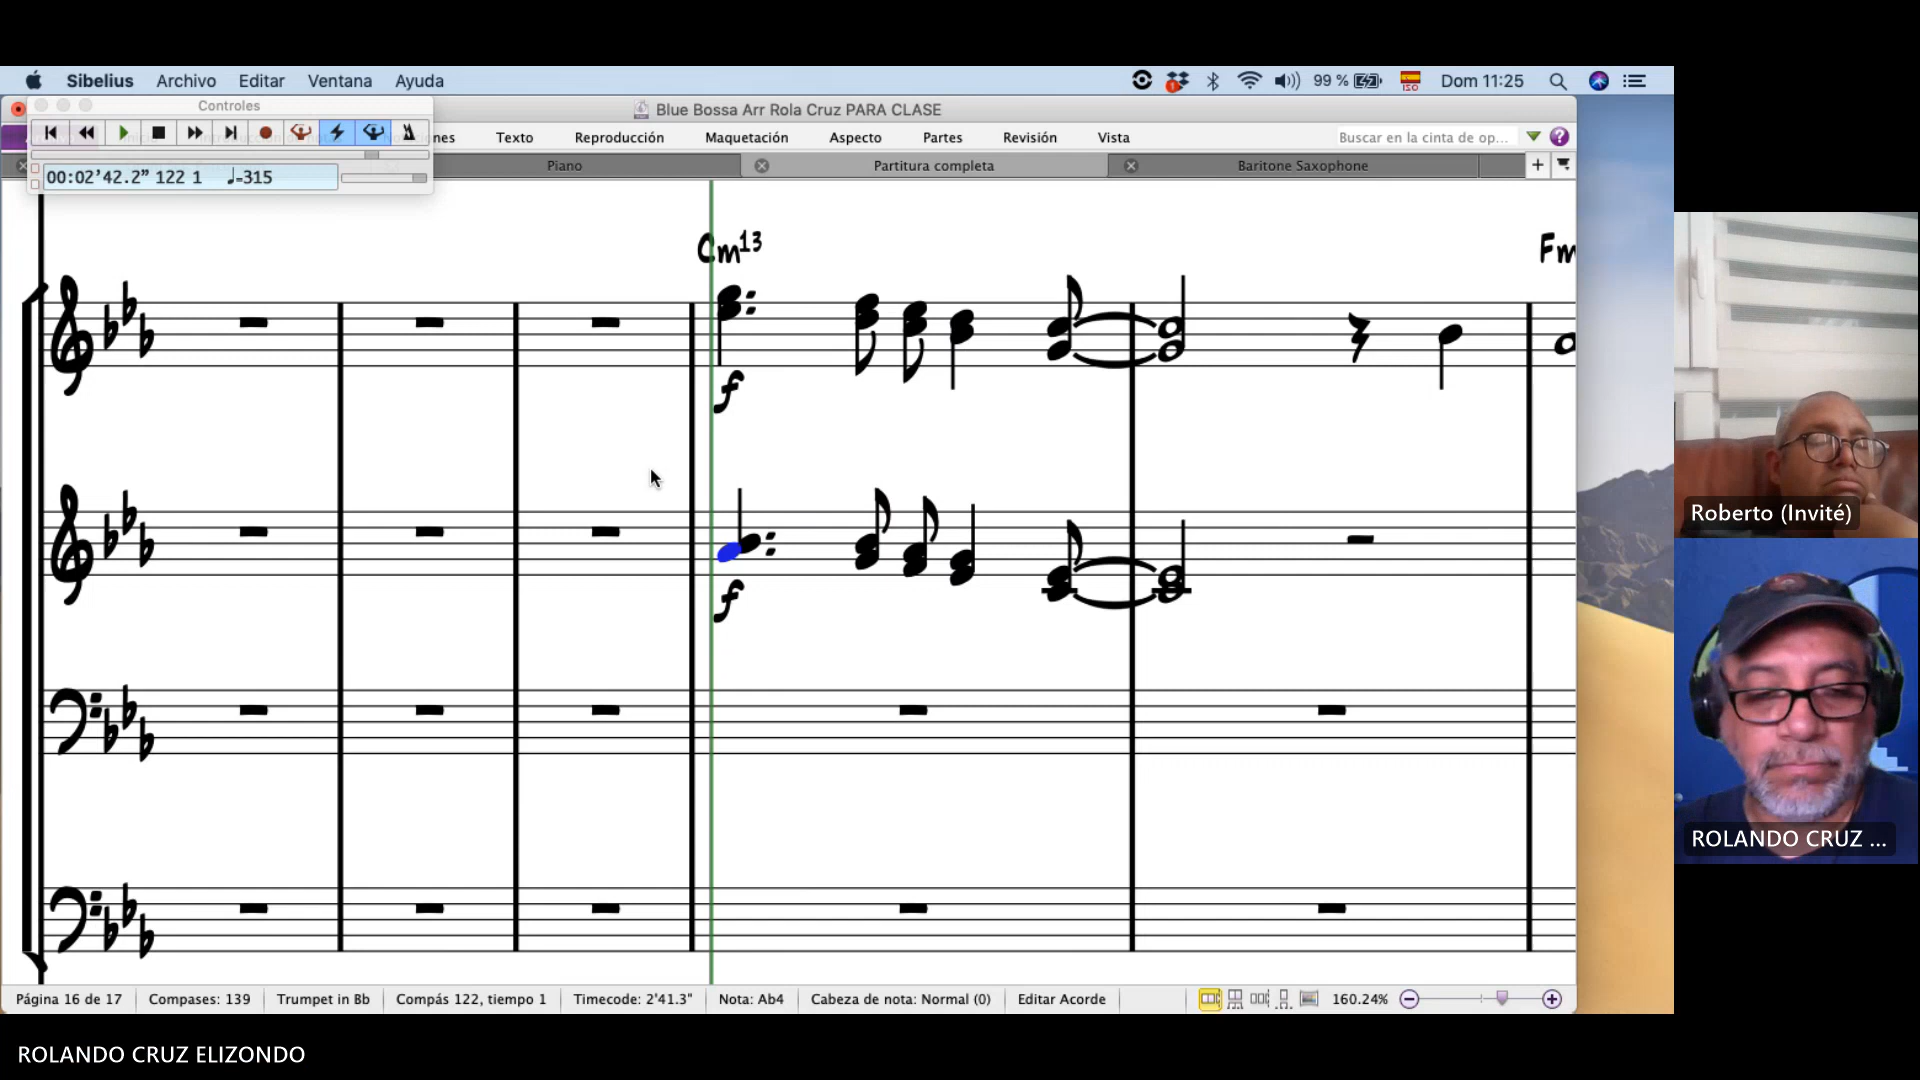 Sibelius Archivo Editar Ventana Ayuda
99 %
ISO
Dom 11:25
Controles
Blue Bossa Arr Rola Cruz PARA CLASE
nes Texto Reproducción Maquetación Aspecto Partes Revisión Vista
Buscar en la cinta de op...
Piano
Partitura completa
Baritone Saxophone
00:02'42.2" 122 1 ♩=315
Cm13
Fm
f
f
Roberto (Invité)
ROLANDO CRUZ ...
Página 16 de 17 Compases: 139 Trumpet in Bb Compás 122, tiempo 1 Timecode: 2'41.3" Nota: Ab4 Cabeza de nota: Normal (0) Editar Acorde 160.24%
ROLANDO CRUZ ELIZONDO